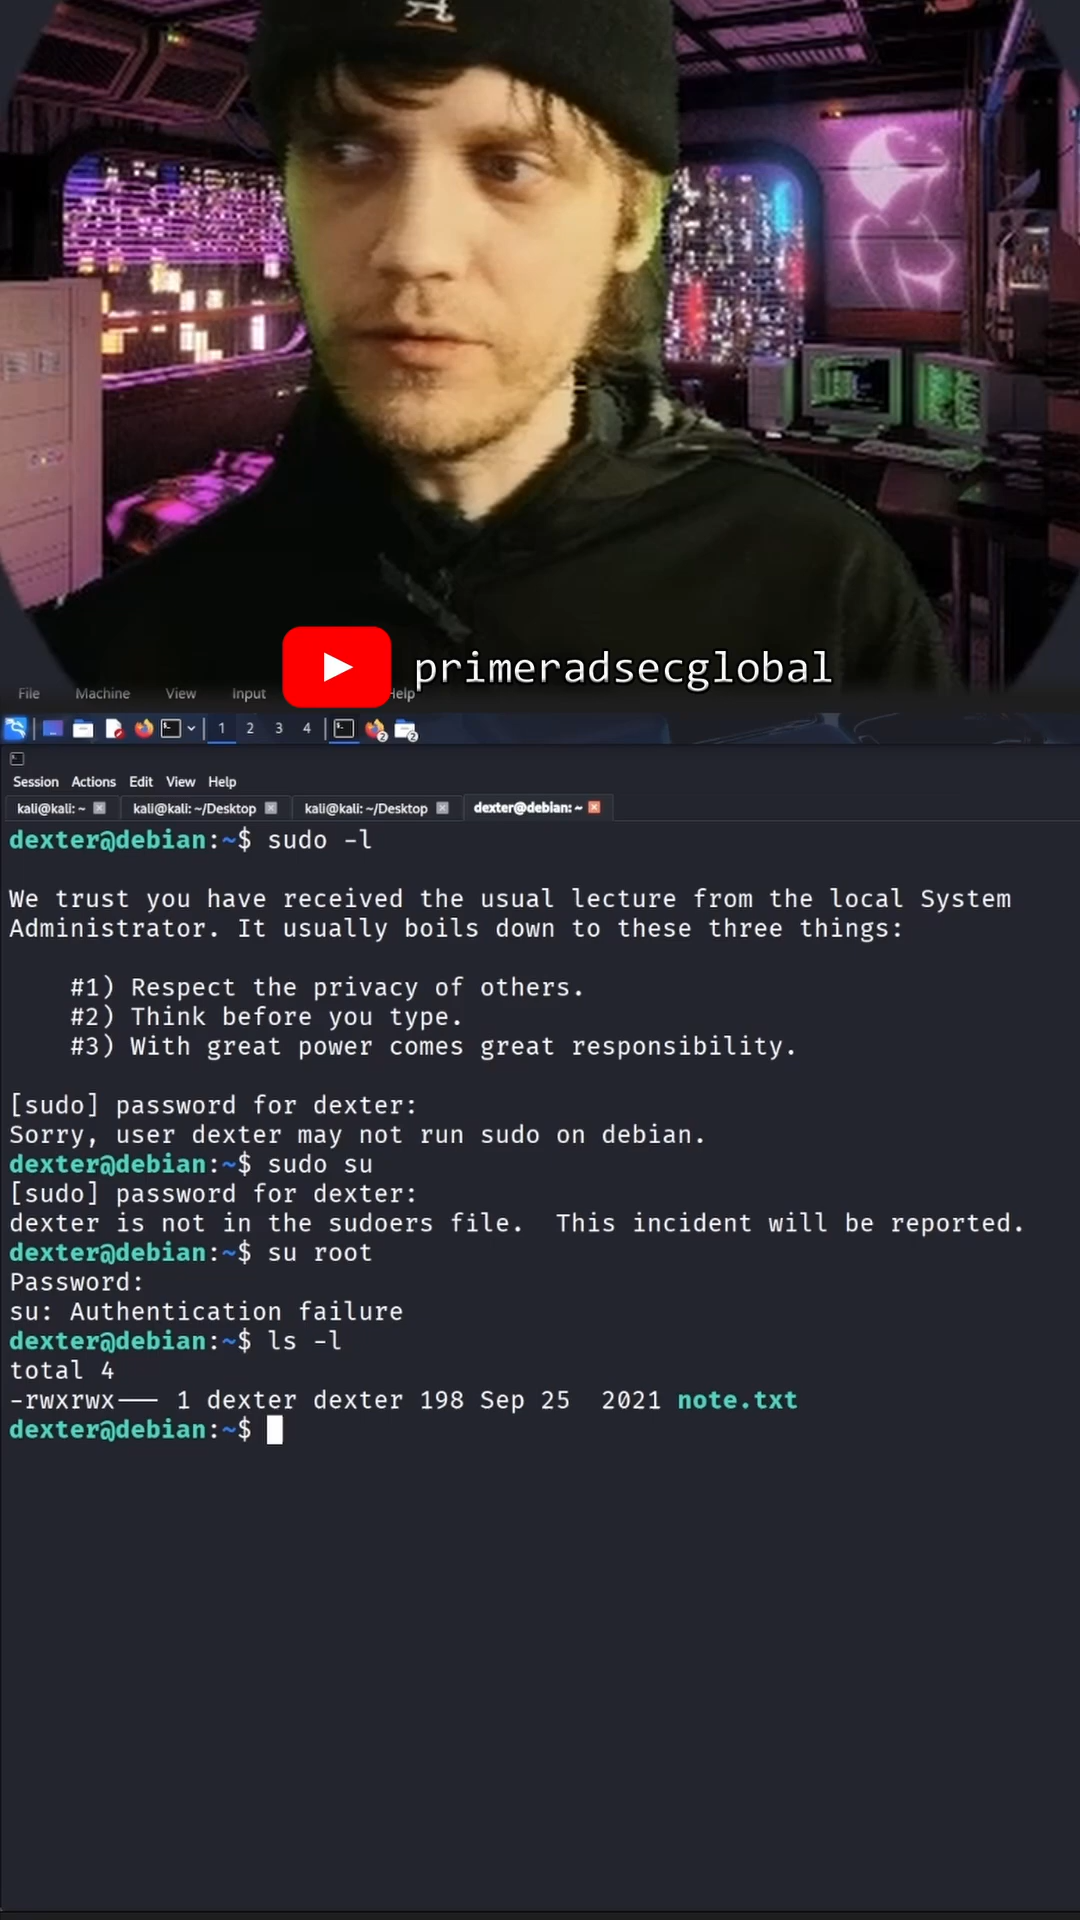 primeradsecglobal
File Machine View Input Help
1 2 3 4
2 2
Session Actions Edit View Help
kali@kali: ~ kali@kali: ~/Desktop kali@kali: ~/Desktop dexter@debian: ~
dexter@debian:~$ sudo -l
We trust you have received the usual lecture from the local System
Administrator. It usually boils down to these three things:
#1) Respect the privacy of others.
#2) Think before you type.
#3) With great power comes great responsibility.
[sudo] password for dexter:
Sorry, user dexter may not run sudo on debian.
dexter@debian:~$ sudo su
[sudo] password for dexter:
dexter is not in the sudoers file.  This incident will be reported.
dexter@debian:~$ su root
Password:
su: Authentication failure
dexter@debian:~$ ls -l
total 4
-rwxrwx--- 1 dexter dexter 198 Sep 25  2021 note.txt
dexter@debian:~$